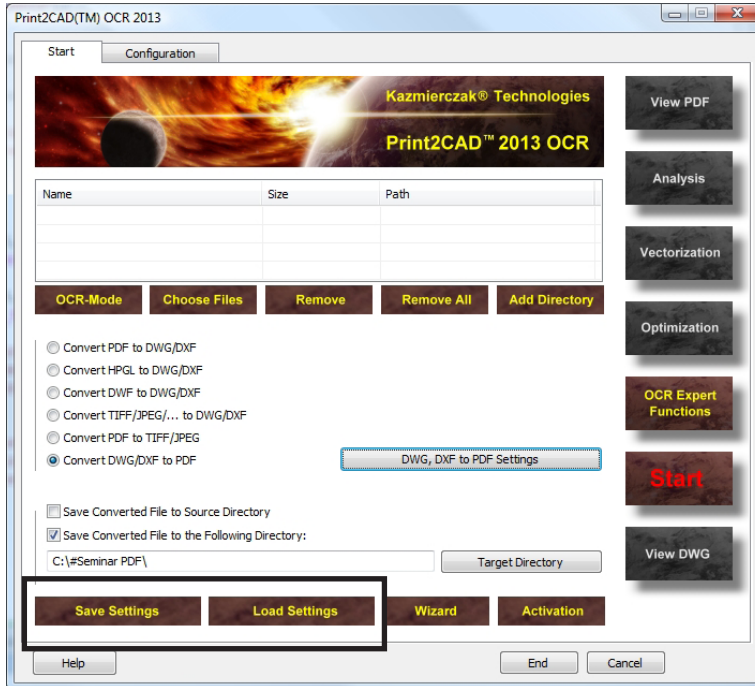 Print2CAD(TM) OCR 2013
Start Configuration
Kazmierczak® Technologies
Print2CAD™ 2013 OCR
View PDF
Analysis
Name Size Path
Vectorization
OCR-Mode Choose Files Remove Remove All Add Directory
Optimization
Convert PDF to DWG/DXF
Convert HPGL to DWG/DXF
Convert DWF to DWG/DXF
OCR Expert
Functions
Convert TIFF/JPEG/... to DWG/DXF
Convert PDF to TIFF/JPEG
Convert DWG/DXF to PDF DWG, DXF to PDF Settings
Start
Save Converted File to Source Directory
Save Converted File to the Following Directory:
View DWG
C:\#Seminar PDF\ Target Directory
Save Settings Load Settings Wizard Activation
Help End Cancel